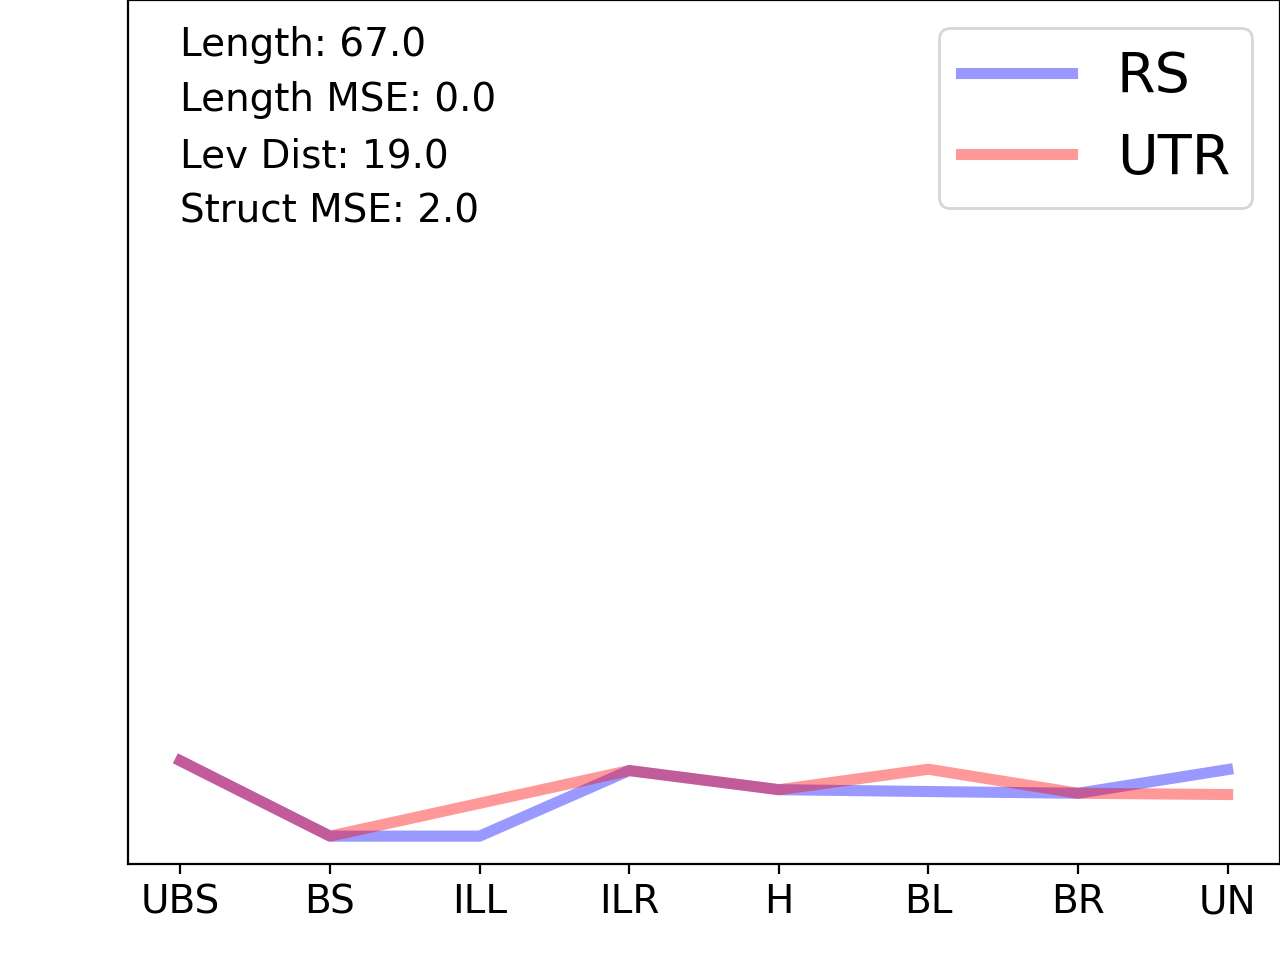 Length: 67.0
Length MSE: 0.0
Lev Dist: 19.0
Struct MSE: 2.0
RS
UTR
UBS BS ILL ILR H BL BR UN